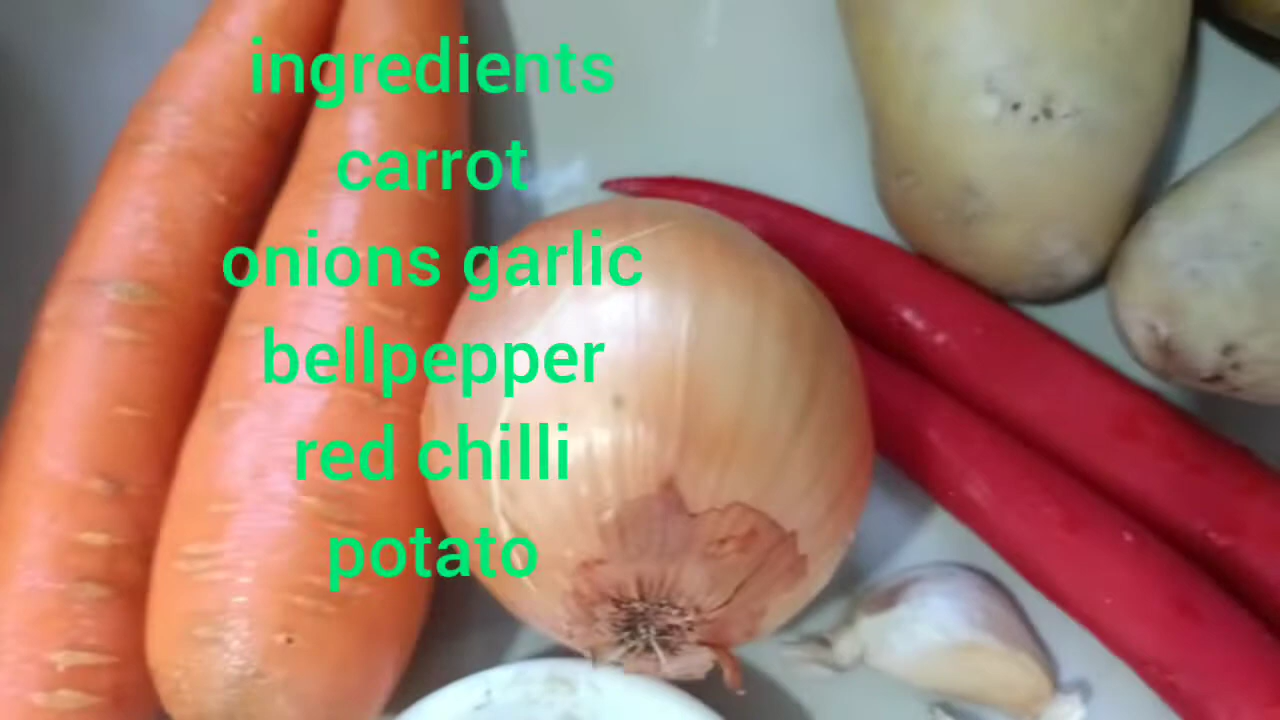 ingredients
carrot
onions garlic
bellpepper
red chilli
potato